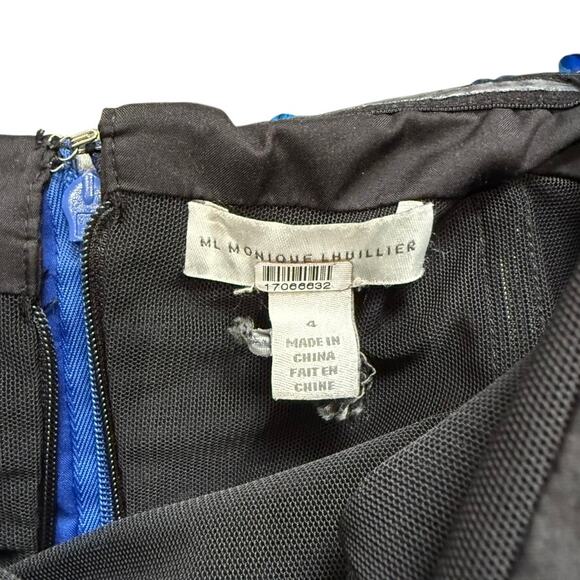 ML MONIQUE LHUILLIER
17066632
4
MADE IN
CHINA
FAIT EN
CHINE